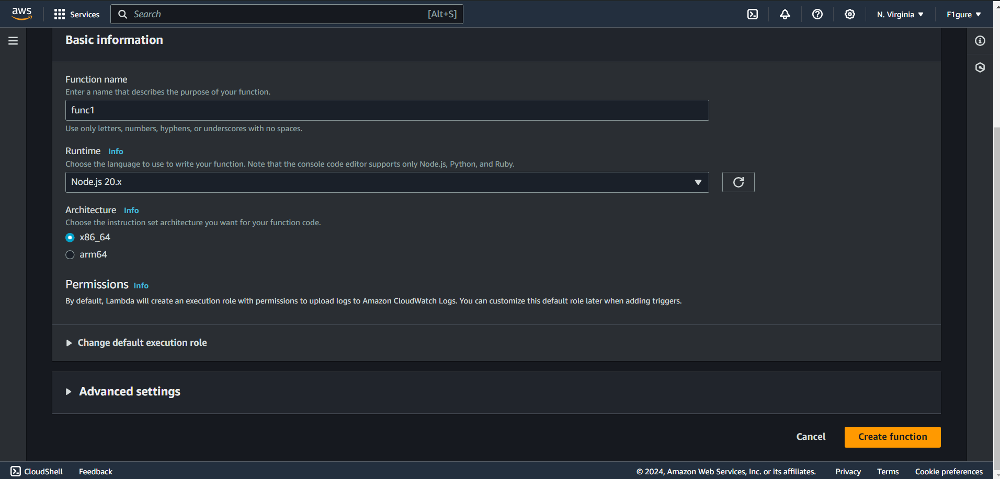 aws Services Search [Alt+S] N. Virginia F1gure
Basic information
Function name
Enter a name that describes the purpose of your function.
func1
Use only letters, numbers, hyphens, or underscores with no spaces.
Runtime Info
Choose the language to use to write your function. Note that the console code editor supports only Node.js, Python, and Ruby.
Node.js 20.x
Architecture Info
Choose the instruction set architecture you want for your function code.
x86_64
arm64
Permissions Info
By default, Lambda will create an execution role with permissions to upload logs to Amazon CloudWatch Logs. You can customize this default role later when adding triggers.
Change default execution role
Advanced settings
Cancel Create function
CloudShell Feedback © 2024, Amazon Web Services, Inc. or its affiliates. Privacy Terms Cookie preferences